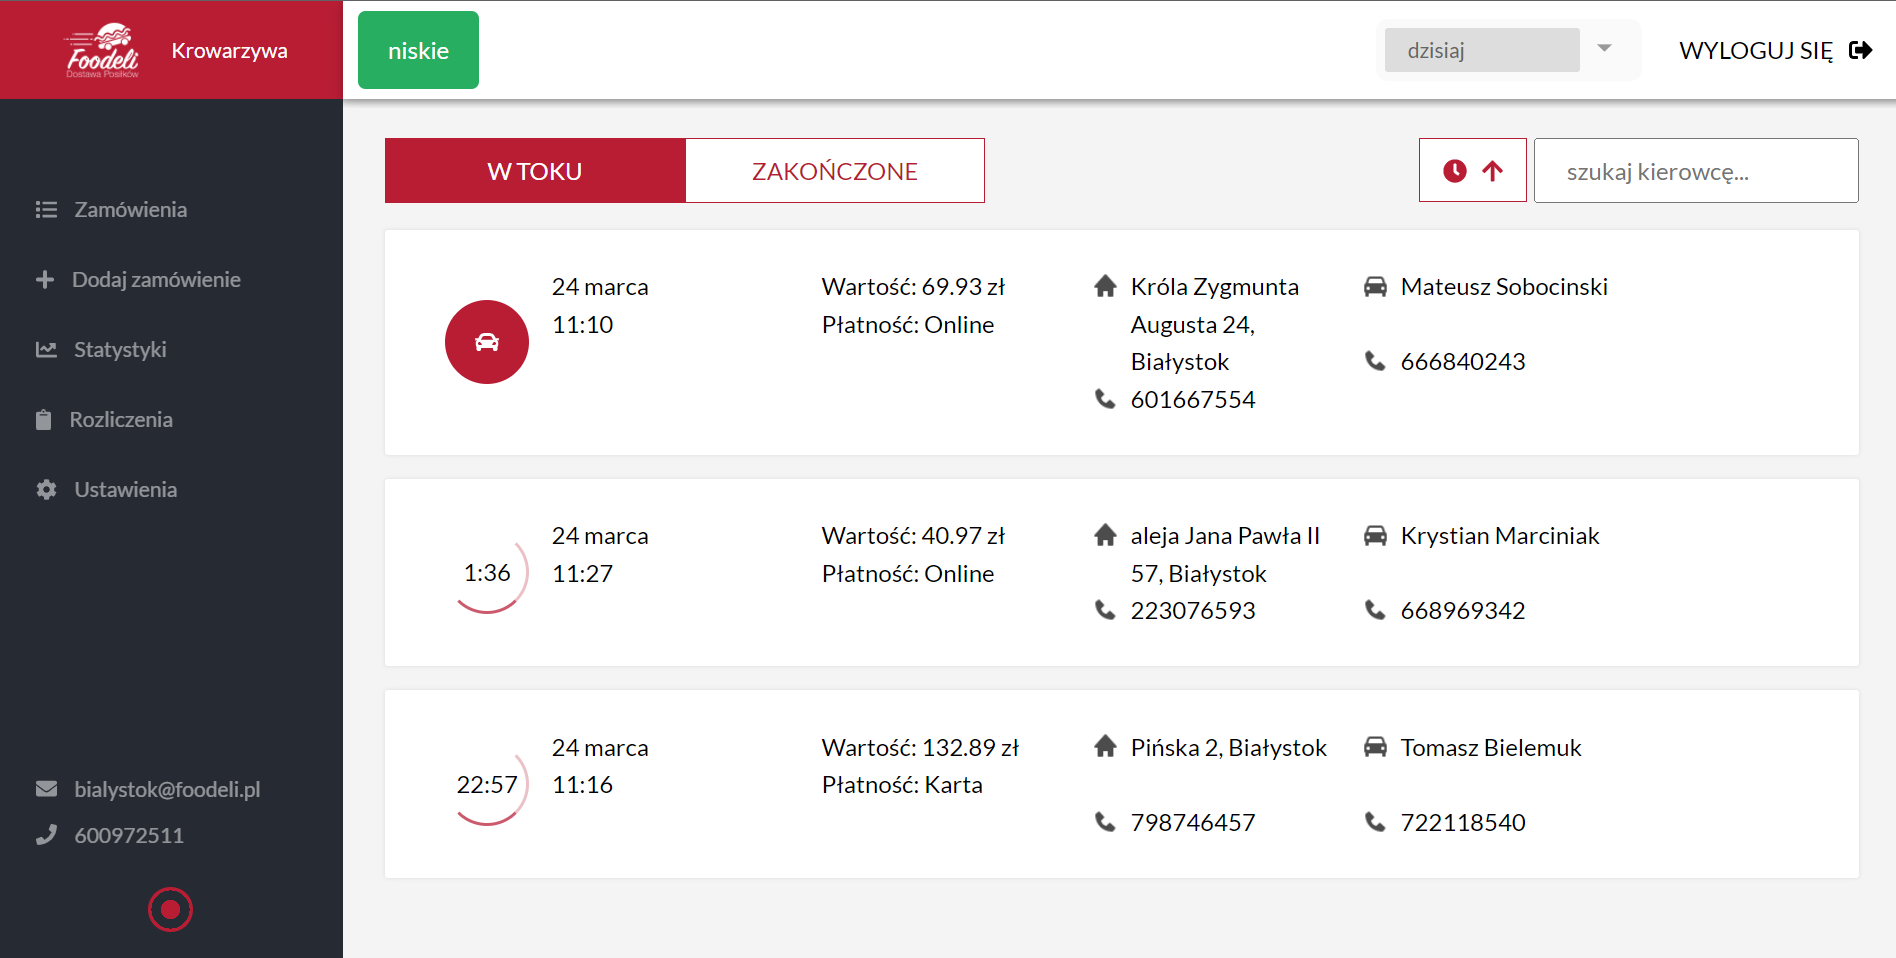 Foodeli
Dostawa Posiłków
Krowarzywa
niskie
dzisiaj
WYLOGUJ SIĘ
Zamówienia
Dodaj zamówienie
Statystyki
Rozliczenia
Ustawienia
bialystok@foodeli.pl
600972511
W TOKU
ZAKOŃCZONE
szukaj kierowcę...
24 marca
11:10
Wartość: 69.93 zł
Płatność: Online
Króla Zygmunta
Augusta 24,
Białystok
601667554
Mateusz Sobocinski
666840243
1:36
24 marca
11:27
Wartość: 40.97 zł
Płatność: Online
aleja Jana Pawła II
57, Białystok
223076593
Krystian Marciniak
668969342
22:57
24 marca
11:16
Wartość: 132.89 zł
Płatność: Karta
Pińska 2, Białystok
798746457
Tomasz Bielemuk
722118540